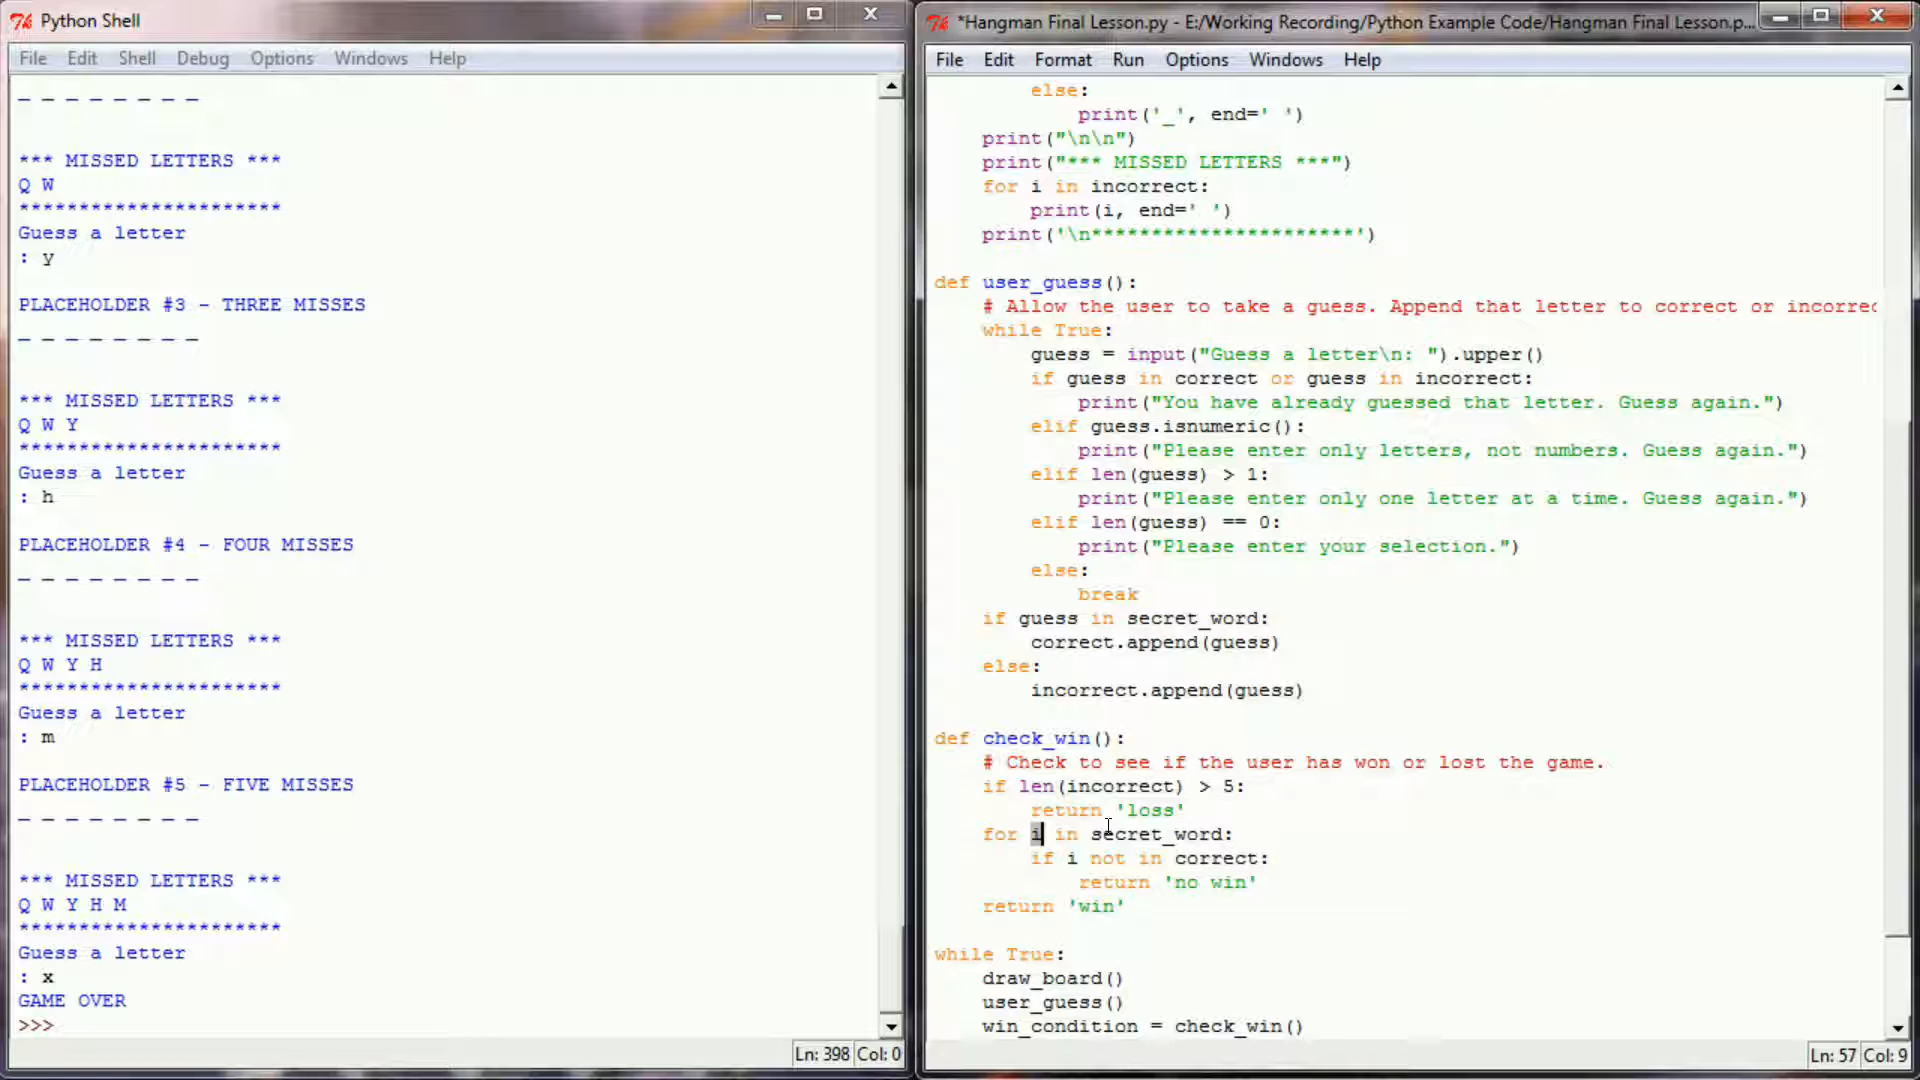 Python Shell
File Edit Shell Debug Options Windows Help
_ _ _ _ _ _ _ _
*** MISSED LETTERS ***
Q W
**********************
Guess a letter
: y
PLACEHOLDER #3 - THREE MISSES
_ _ _ _ _ _ _ _
*** MISSED LETTERS ***
Q W Y
**********************
Guess a letter
: h
PLACEHOLDER #4 - FOUR MISSES
_ _ _ _ _ _ _ _
*** MISSED LETTERS ***
Q W Y H
**********************
Guess a letter
: m
PLACEHOLDER #5 - FIVE MISSES
_ _ _ _ _ _ _ _
*** MISSED LETTERS ***
Q W Y H M
**********************
Guess a letter
: x
GAME OVER
>>>
Ln: 398 Col: 0
*Hangman Final Lesson.py - E:/Working Recording/Python Example Code/Hangman Final Lesson.p...
File Edit Format Run Options Windows Help
else:
print('_', end=' ')
print("\n\n")
print("*** MISSED LETTERS ***")
for i in incorrect:
print(i, end=' ')
print('\n**********************')
def user_guess():
# Allow the user to take a guess. Append that letter to correct or incorrec
while True:
guess = input("Guess a letter\n: ").upper()
if guess in correct or guess in incorrect:
print("You have already guessed that letter. Guess again.")
elif guess.isnumeric():
print("Please enter only letters, not numbers. Guess again.")
elif len(guess) > 1:
print("Please enter only one letter at a time. Guess again.")
elif len(guess) == 0:
print("Please enter your selection.")
else:
break
if guess in secret_word:
correct.append(guess)
else:
incorrect.append(guess)
def check_win():
# Check to see if the user has won or lost the game.
if len(incorrect) > 5:
return 'loss'
for i in secret_word:
if i not in correct:
return 'no win'
return 'win'
while True:
draw_board()
user_guess()
win_condition = check_win()
Ln: 57 Col: 9